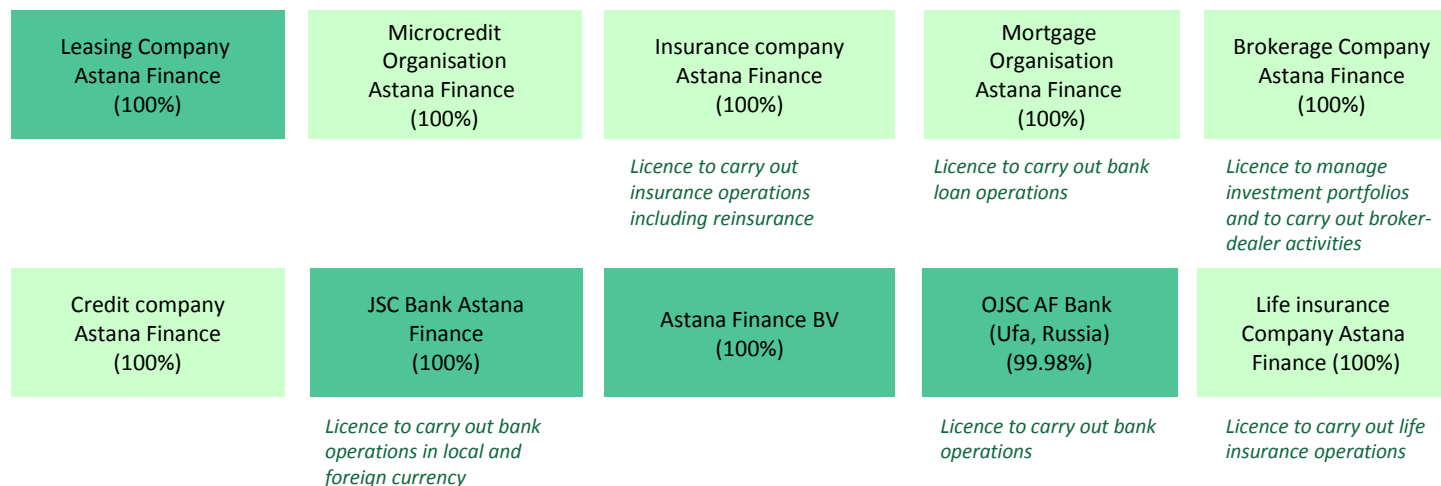 Leasing Company
Astana Finance
(100%)
Microcredit
Organisation
Astana Finance
(100%)
Insurance company
Astana Finance
(100%)
Mortgage
Organisation
Astana Finance
(100%)
Brokerage Company
Astana Finance
(100%)
Licence to carry out
insurance operations
including reinsurance
Licence to carry out bank
loan operations
Licence to manage
investment portfolios
and to carry out broker-
dealer activities
Credit company
Astana Finance
(100%)
JSC Bank Astana
Finance
(100%)
Astana Finance BV
(100%)
OJSC AF Bank
(Ufa, Russia)
(99.98%)
Life insurance
Company Astana
Finance (100%)
Licence to carry out bank
operations in local and
foreign currency
Licence to carry out bank
operations
Licence to carry out life
insurance operations